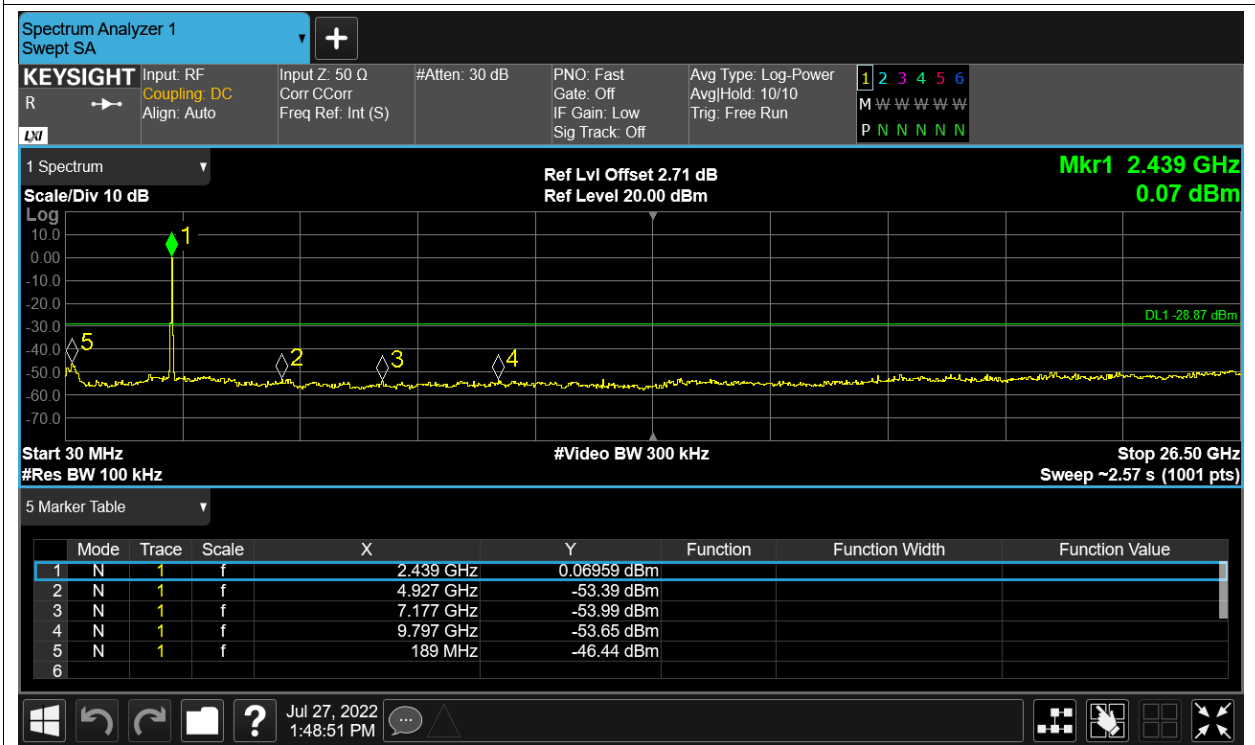 Spectrum Analyzer 1
Swept SA
KEYSIGHT Input: RF Input Z: 50 Ω #Atten: 30 dB PNO: Fast Avg Type: Log-Power 1 2 3 4 5 6
R Coupling: DC Corr CCorr Gate: Off Avg|Hold: 10/10 M W W W W W
Align: Auto Freq Ref: Int (S) IF Gain: Low Trig: Free Run
LXI Sig Track: Off P N N N N N
1 Spectrum Ref Lvl Offset 2.71 dB Mkr1 2.439 GHz
Scale/Div 10 dB Ref Level 20.00 dBm 0.07 dBm
Log
10.0 1
0.00
-10.0
-20.0
DL1 -28.87 dBm
-30.0
-40.0 5 2 3 4
-50.0
-60.0
-70.0
Start 30 MHz #Video BW 300 kHz Stop 26.50 GHz
#Res BW 100 kHz Sweep ~2.57 s (1001 pts)
5 Marker Table
Mode Trace Scale X Y Function Function Width Function Value
1 N 1 f 2.439 GHz 0.06959 dBm
2 N 1 f 4.927 GHz -53.39 dBm
3 N 1 f 7.177 GHz -53.99 dBm
4 N 1 f 9.797 GHz -53.65 dBm
5 N 1 f 189 MHz -46.44 dBm
6
? Jul 27, 2022
1:48:51 PM